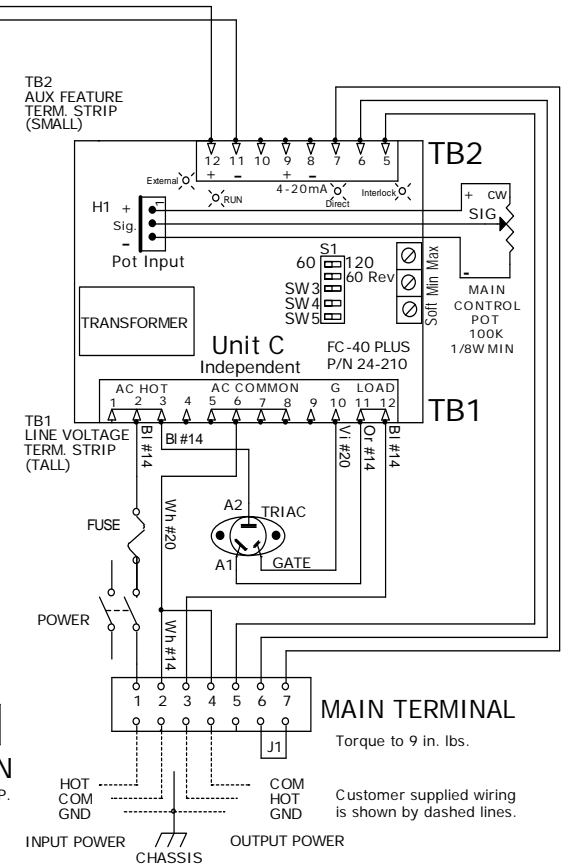 TB2
AUX FEATURE
TERM. STRIP
(SMALL)
TB2
12 11 10 9 8 7 6 5
+ - + -
4-20mA
External
RUN
Direct
Interlock
H1 +
Sig.
-
1
Pot Input
+ CW
SIG
-
MAIN
CONTROL
POT
100K
1/8W MIN
S1
60 120
60 Rev
SW3
SW4
SW5
Soft Min Max
TRANSFORMER
Unit C
Independent
FC-40 PLUS
P/N 24-210
AC HOT AC COMMON G LOAD
1 2 3 4 5 6 7 8 9 10 11 12
TB1
TB1
LINE VOLTAGE
TERM. STRIP
(TALL)
Bl #14
Bl #14
Wh #20
Vi #20
Or #14
Bl #14
A2
TRIAC
A1
GATE
FUSE
POWER
Wh #14
1 2 3 4 5 6 7
MAIN TERMINAL
J1
Torque to 9 in. lbs.
N
P.
HOT
COM
GND
COM
HOT
GND
Customer supplied wiring
is shown by dashed lines.
INPUT POWER
OUTPUT POWER
CHASSIS